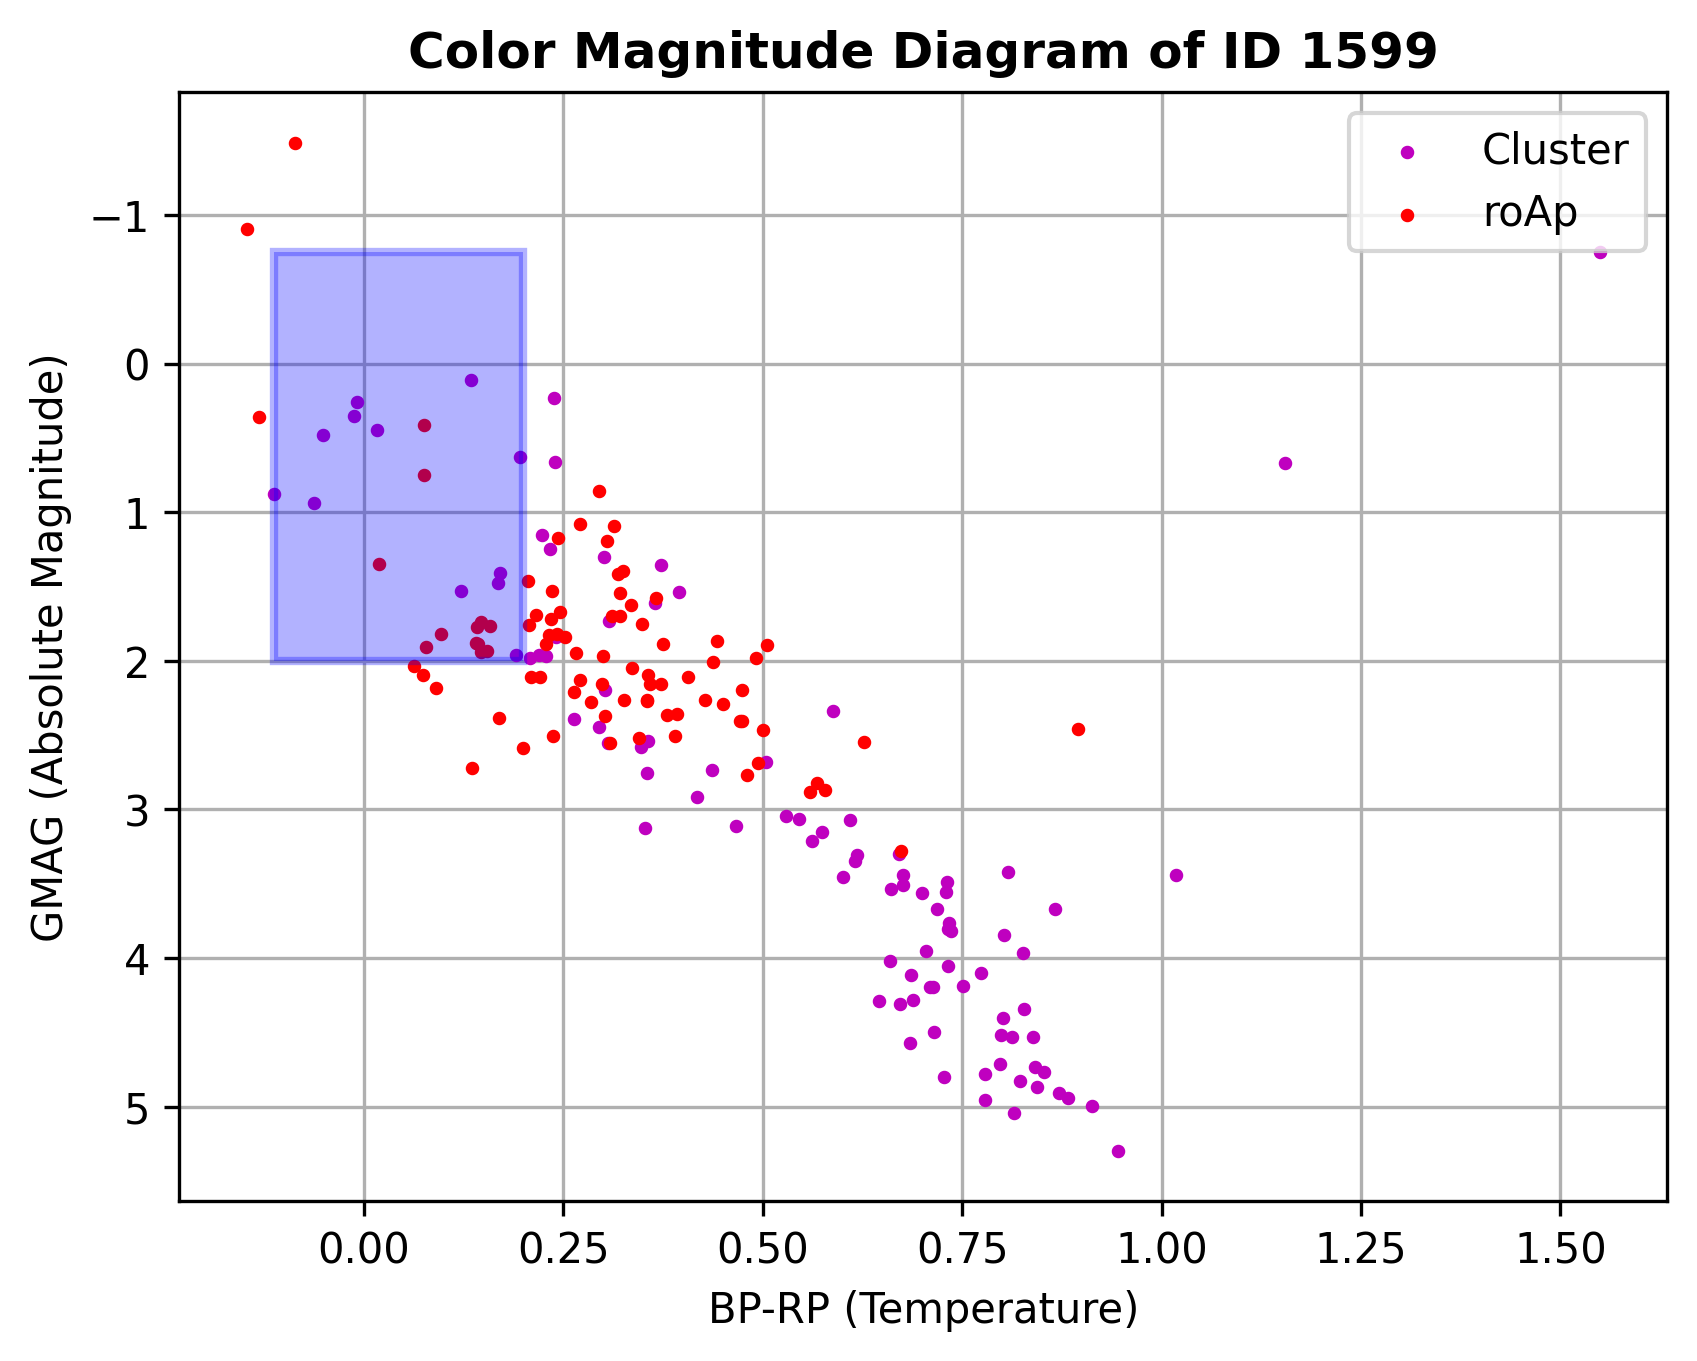 Color Magnitude Diagram of ID 1599
Cluster
roAp
−1
0
1
2
3
4
5
GMAG (Absolute Magnitude)
0.00 0.25 0.50 0.75 1.00 1.25 1.50
BP-RP (Temperature)